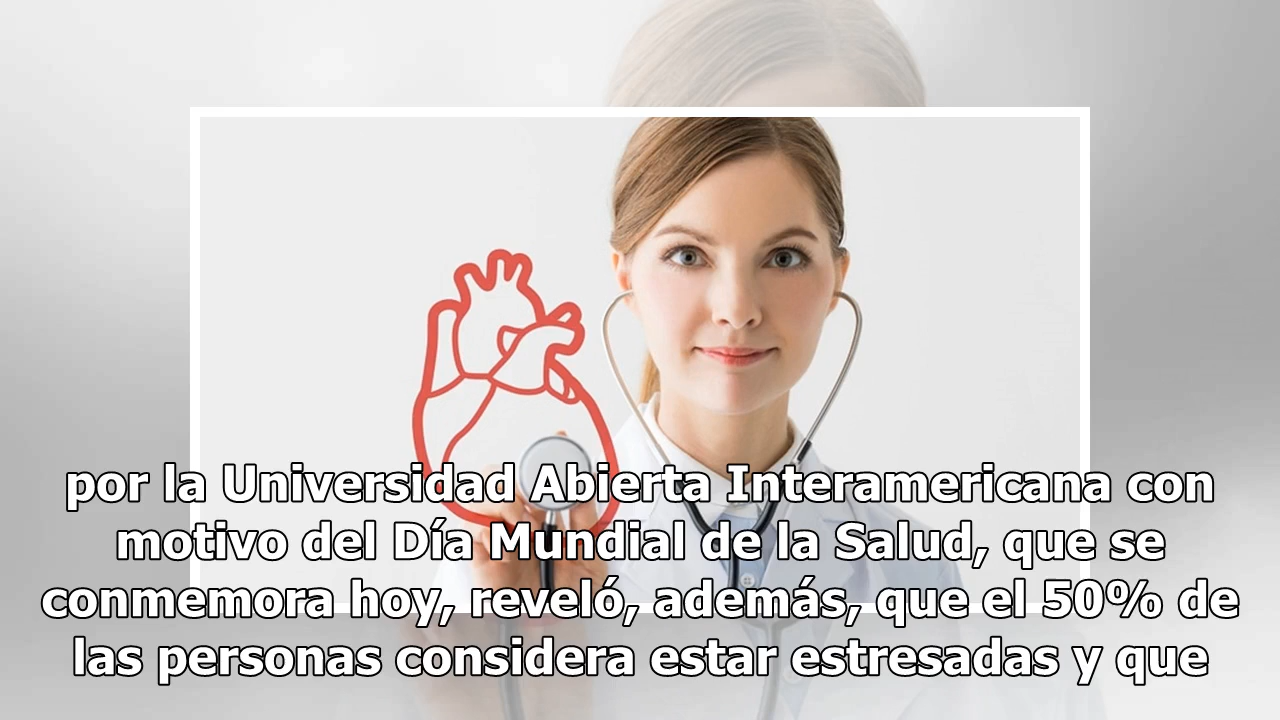 por la Universidad Abierta Interamericana con
motivo del Día Mundial de la Salud, que se
conmemora hoy, reveló, además, que el 50% de
las personas considera estar estresadas y que